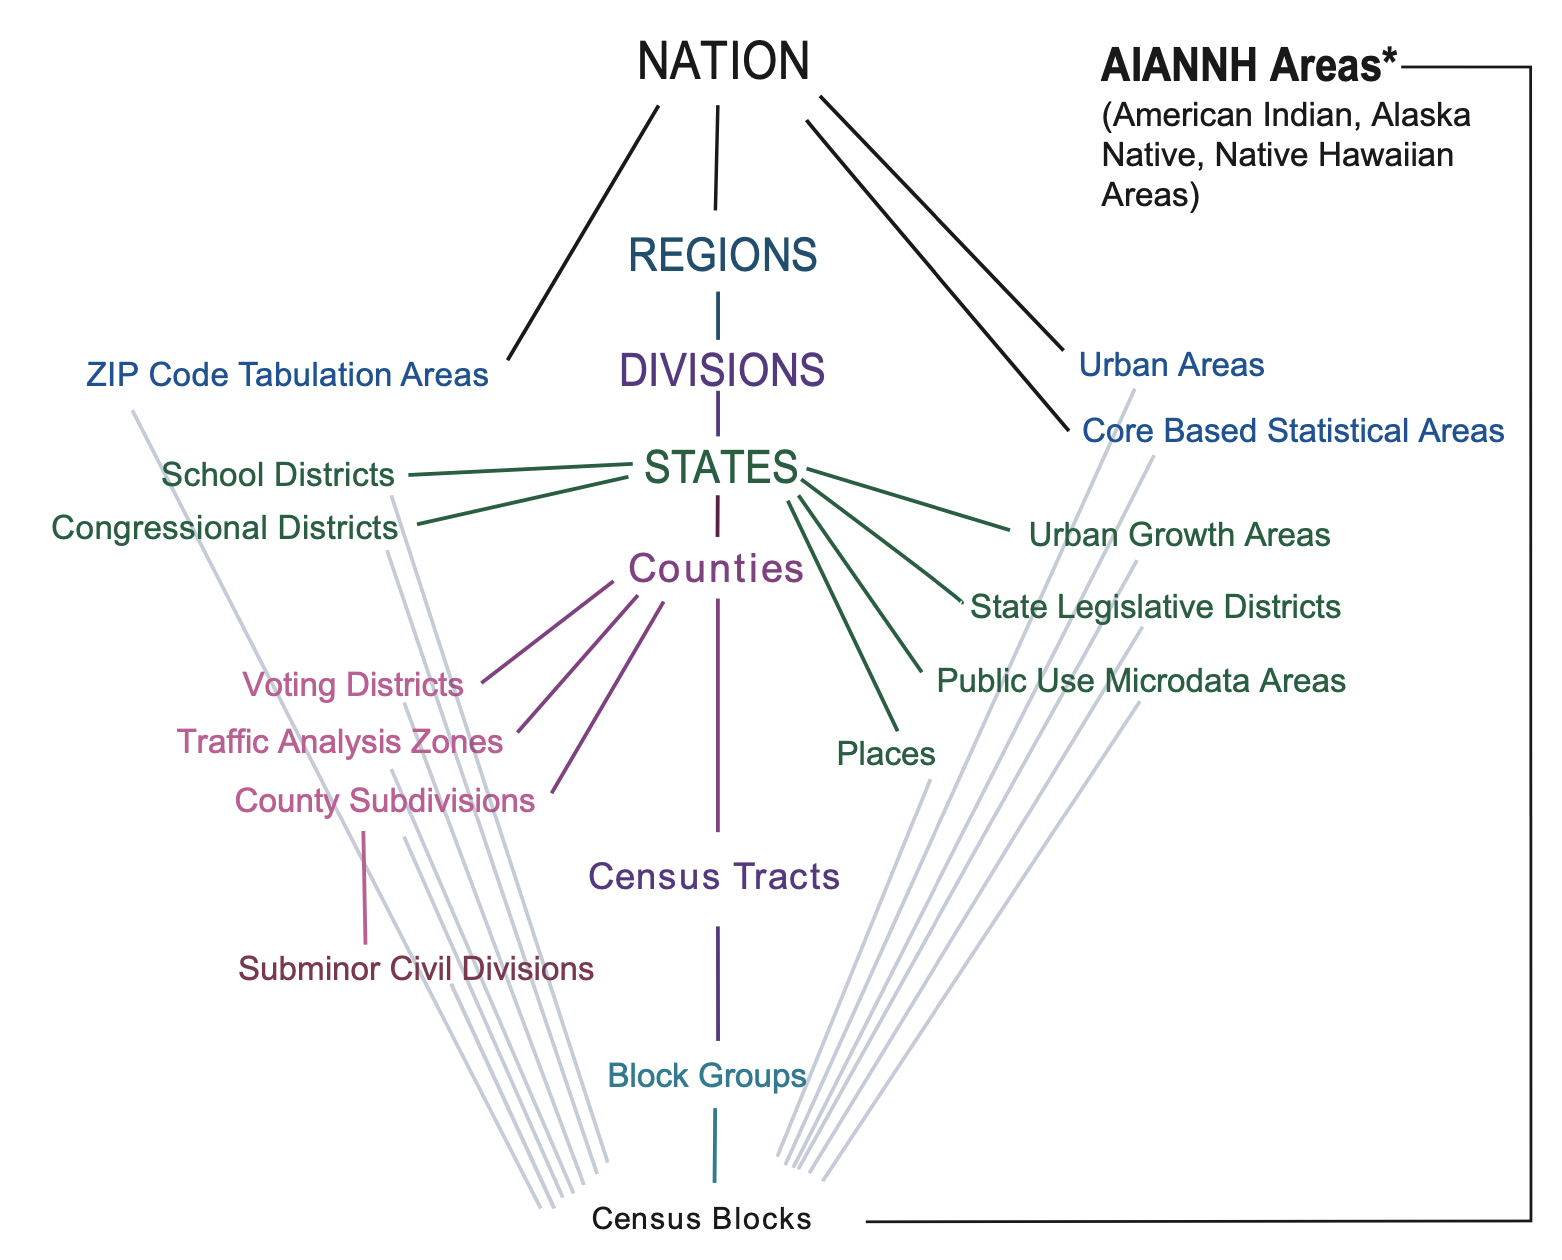 NATION
AIANNH Areas*
(American Indian, Alaska
Native, Native Hawaiian
Areas)
REGIONS
ZIP Code Tabulation Areas
DIVISIONS
Urban Areas
Core Based Statistical Areas
School Districts
STATES
Congressional Districts
Urban Growth Areas
Counties
State Legislative Districts
Voting Districts
Public Use Microdata Areas
Traffic Analysis Zones
Places
County Subdivisions
Census Tracts
Subminor Civil Divisions
Block Groups
Census Blocks